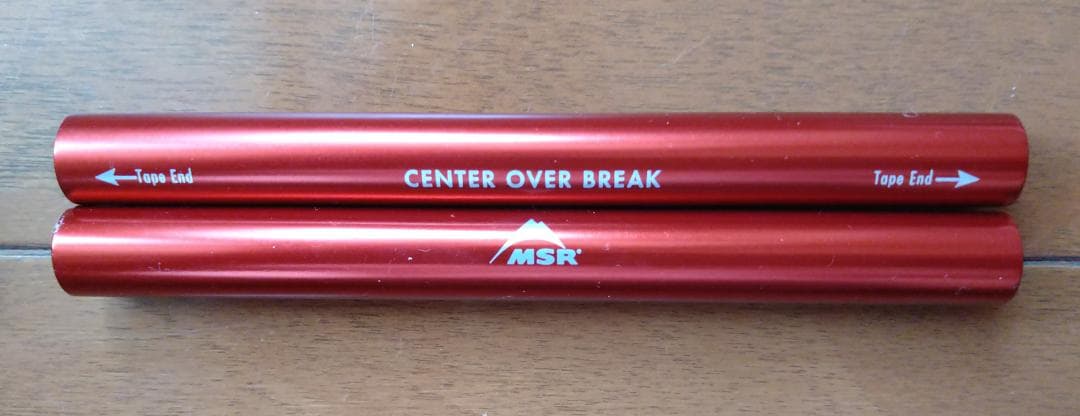 Tape End
CENTER OVER BREAK
Tape End
MSR®